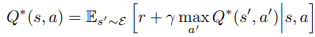 Q*(s, a) = 𝔼_{s'∼ℰ} [ r + γ max_{a'} Q*(s', a') | s, a ]